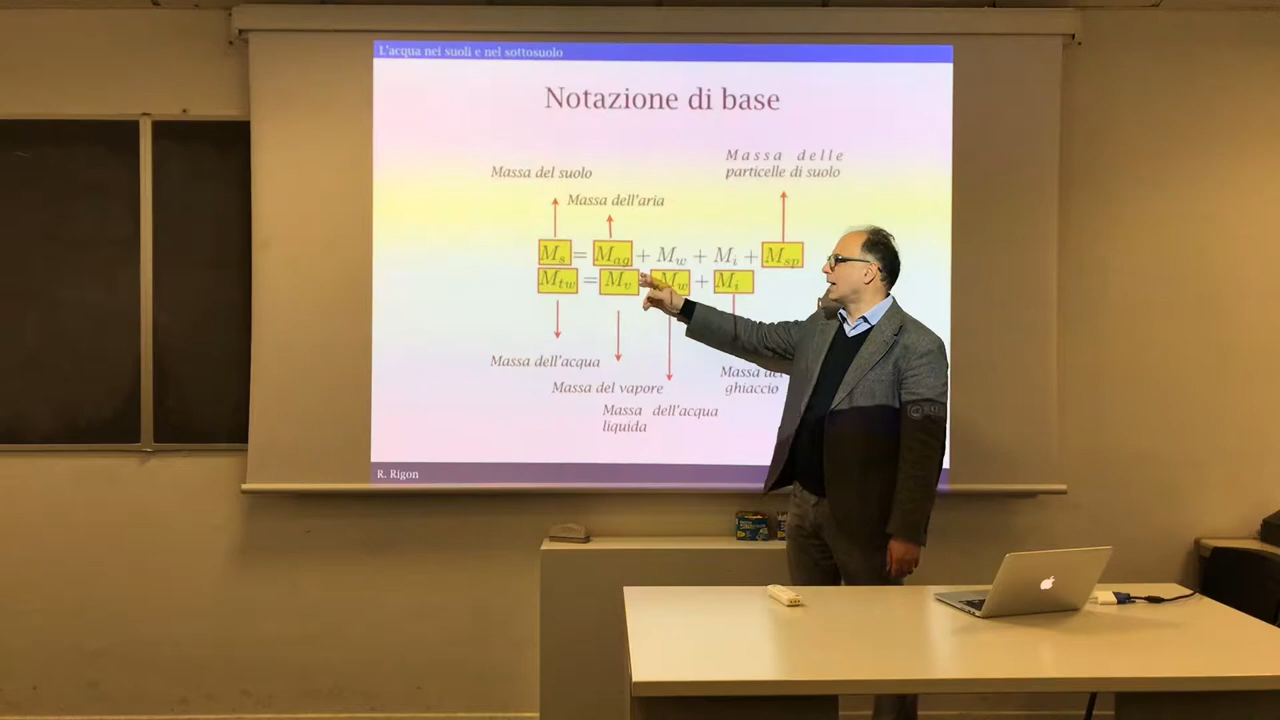 L'acqua nei suoli e nel sottosuolo
Notazione di base
Massa delle
particelle di suolo
Massa del suolo
Massa dell'aria
M_s = M_ag + M_w + M_i + M_sp
M_tw = M_v M_w + M_i
Massa dell'acqua
Massa del vapore
Massa dell'acqua
liquida
Massa del
ghiaccio
R. Rigon